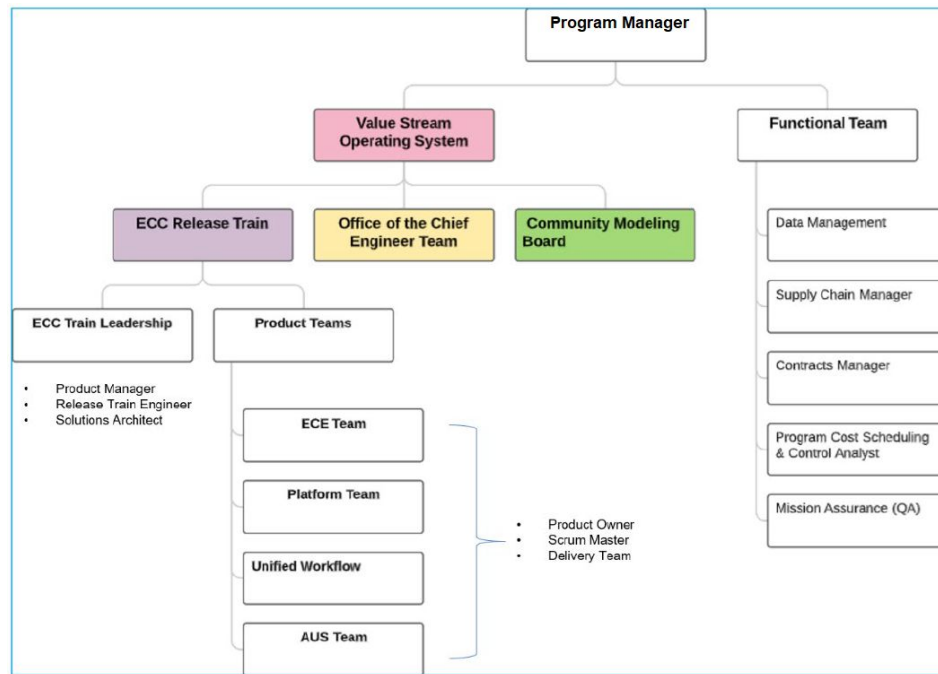 Program Manager
Value Stream
Operating System
Functional Team
ECC Release Train
Office of the Chief
Engineer Team
Community Modeling
Board
Data Management
Supply Chain Manager
Contracts Manager
Program Cost Scheduling
& Control Analyst
Mission Assurance (QA)
ECC Train Leadership
• Product Manager
• Release Train Engineer
• Solutions Architect
Product Teams
ECE Team
Platform Team
Unified Workflow
AUS Team
• Product Owner
• Scrum Master
• Delivery Team